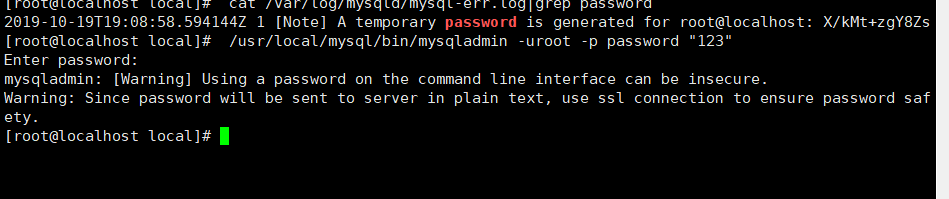 [root@localhost local]#  cat /var/log/mysqld/mysql-err.log|grep password
2019-10-19T19:08:58.594144Z 1 [Note] A temporary password is generated for root@localhost: X/kMt+zgY8Zs
[root@localhost local]#  /usr/local/mysql/bin/mysqladmin -uroot -p password "123"
Enter password:
mysqladmin: [Warning] Using a password on the command line interface can be insecure.
Warning: Since password will be sent to server in plain text, use ssl connection to ensure password saf
ety.
[root@localhost local]#